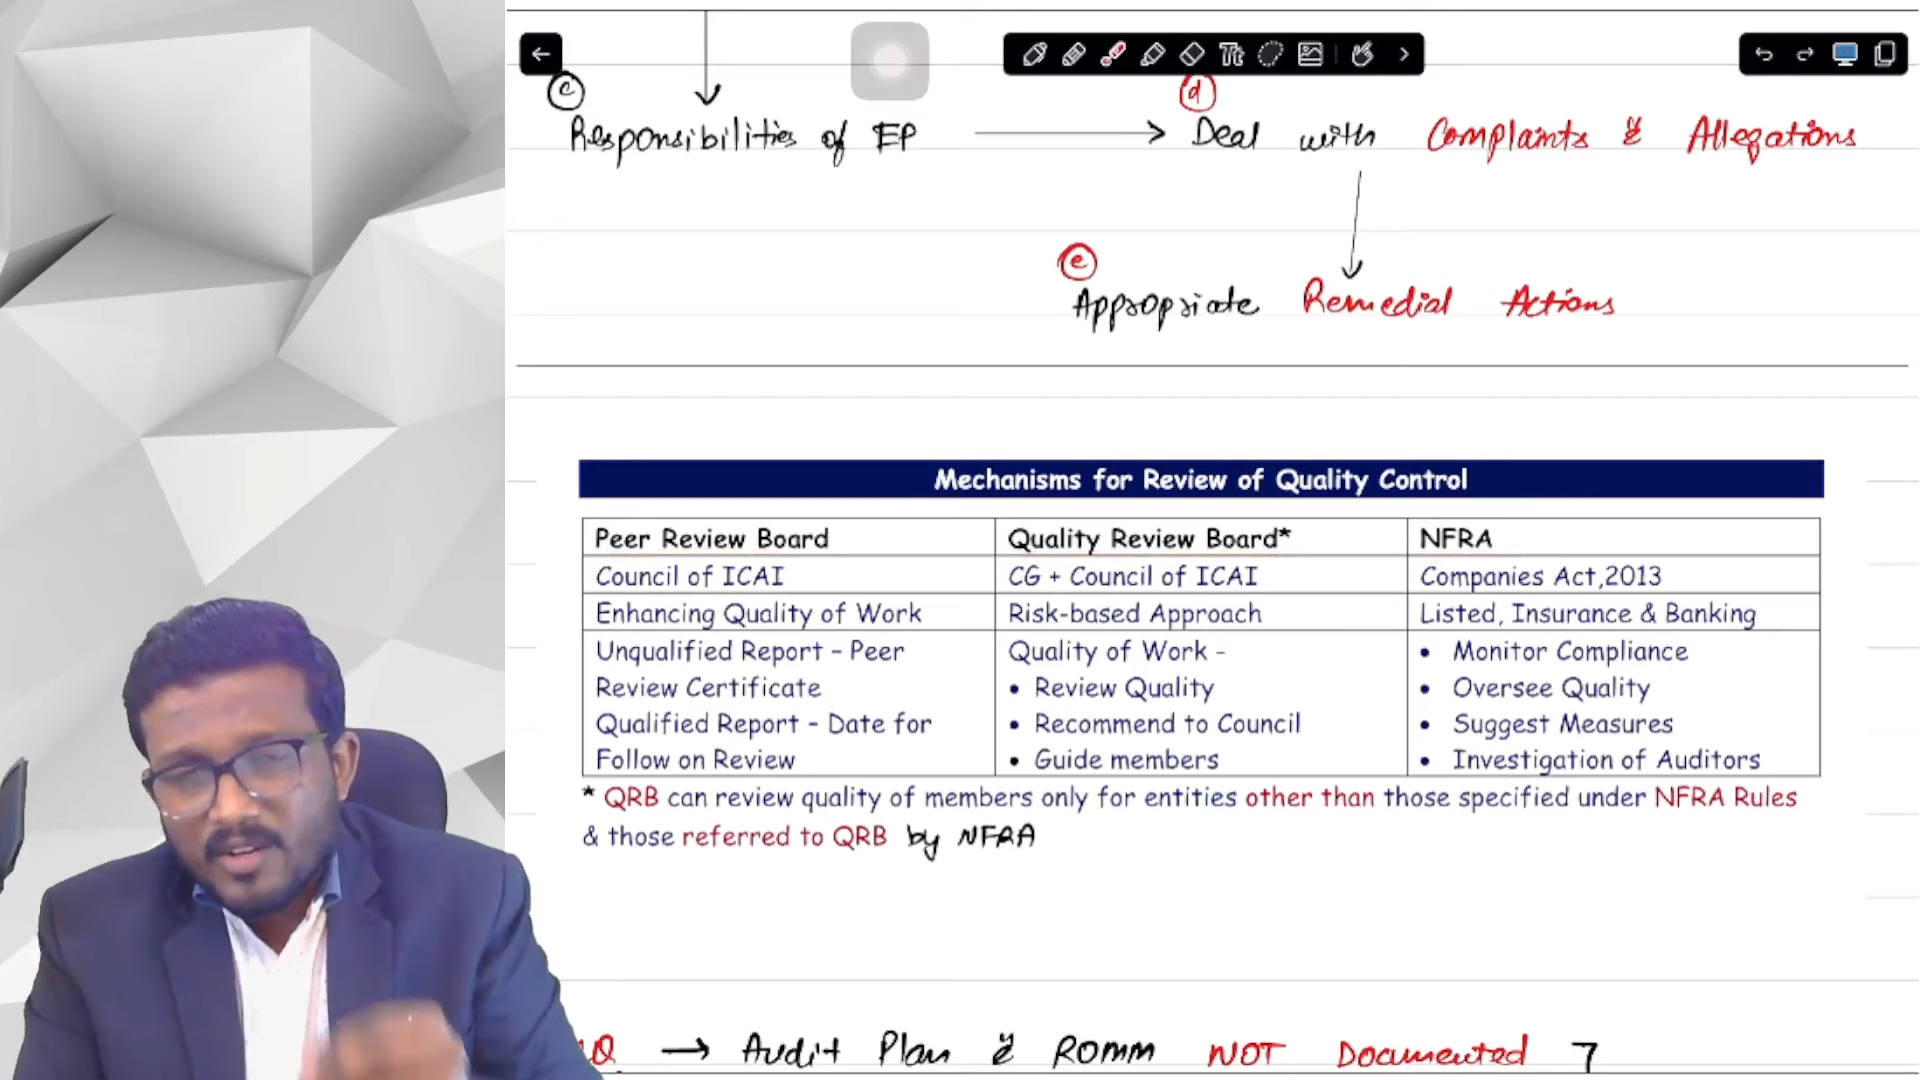 c d
Responsibilities of EP → Deal with Complaints & Allegations
e
Appropriate Remedial Actions
Mechanisms for Review of Quality Control
Peer Review Board Quality Review Board* NFRA
Council of ICAI CG + Council of ICAI Companies Act,2013
Enhancing Quality of Work Risk-based Approach Listed, Insurance & Banking
Unqualified Report – Peer Quality of Work - • Monitor Compliance
Review Certificate • Review Quality • Oversee Quality
Qualified Report – Date for • Recommend to Council • Suggest Measures
Follow on Review • Guide members • Investigation of Auditors
* QRB can review quality of members only for entities other than those specified under NFRA Rules
& those referred to QRB by NFRA
Q → Audit Plan & ROMM NOT Documented